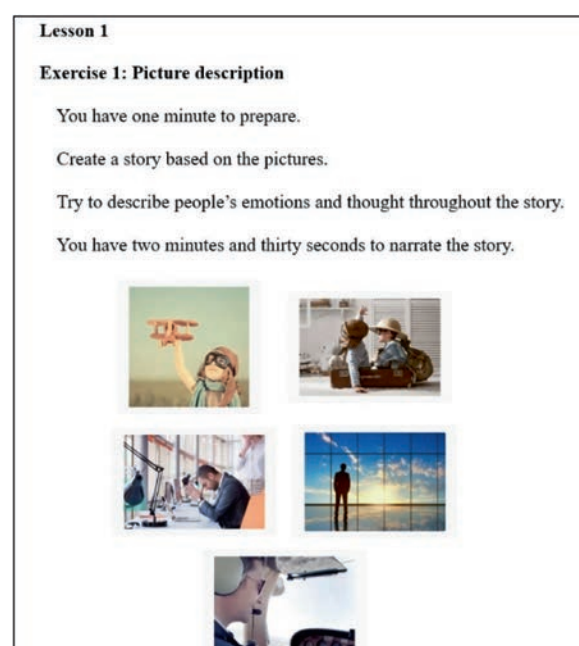 Lesson 1
Exercise 1: Picture description
You have one minute to prepare.
Create a story based on the pictures.
Try to describe people’s emotions and thought throughout the story.
You have two minutes and thirty seconds to narrate the story.